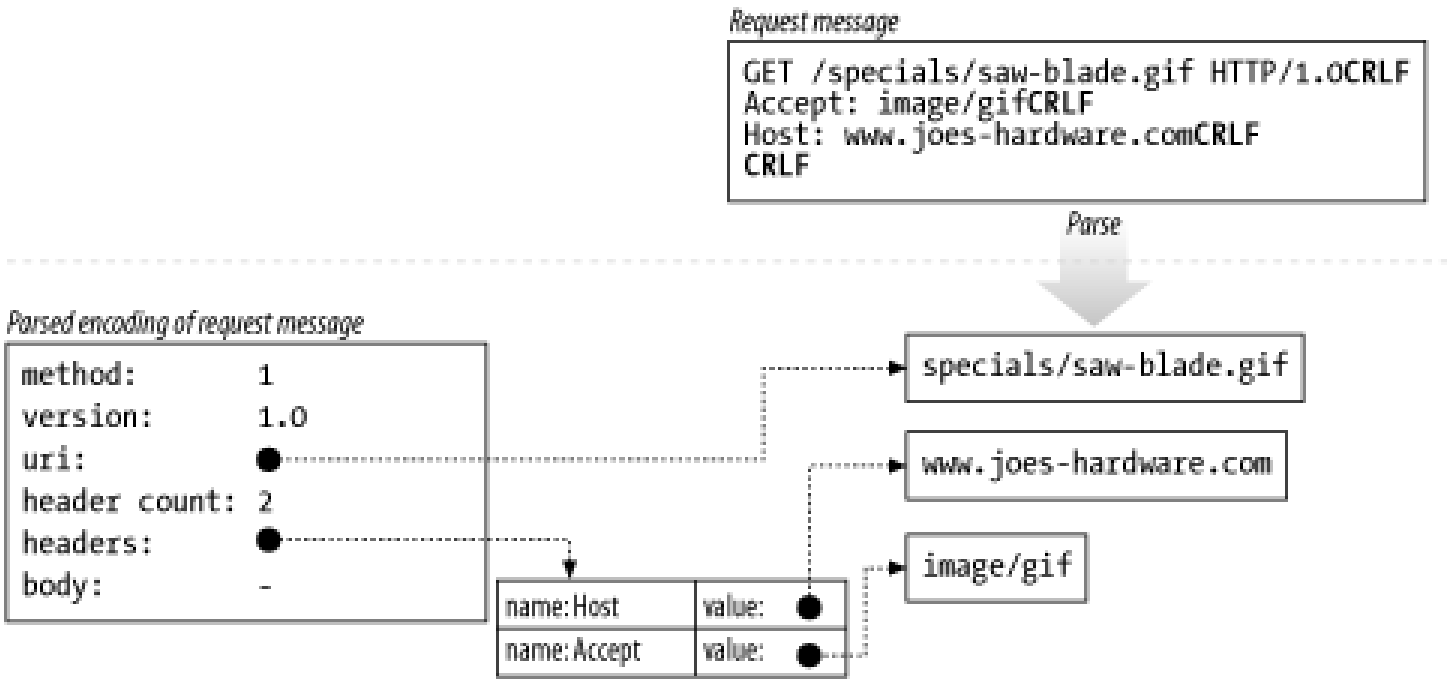 Request message
GET /specials/saw-blade.gif HTTP/1.0CRLF
Accept: image/gifCRLF
Host: www.joes-hardware.comCRLF
CRLF
Parse
Parsed encoding of request message
method: 1
version: 1.0
uri:
header count: 2
headers:
body: -
specials/saw-blade.gif
www.joes-hardware.com
image/gif
name:Host value:
name:Accept value: